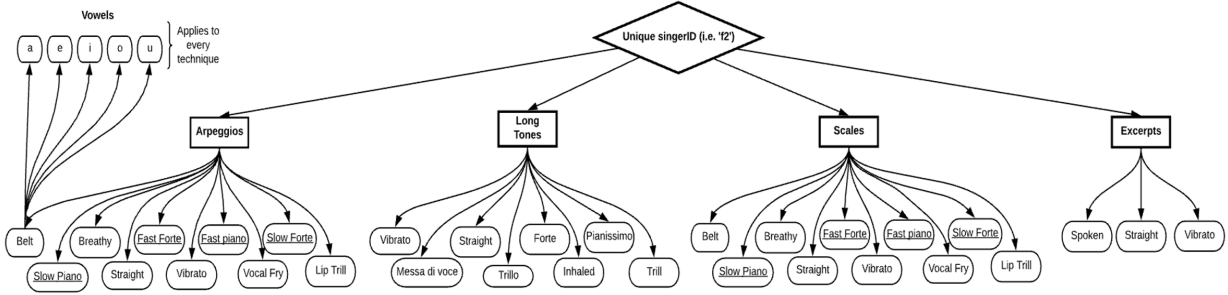 Vowels
a e i o u
Applies to
every
technique
Unique singerID (i.e. 'f2')
Arpeggios
Long
Tones
Scales
Excerpts
Belt
Slow Piano
Breathy
Straight
Fast Forte
Vibrato
Fast piano
Vocal Fry
Slow Forte
Lip Trill
Vibrato
Messa di voce
Straight
Trillo
Forte
Inhaled
Pianissimo
Trill
Belt
Slow Piano
Breathy
Straight
Fast Forte
Vibrato
Fast piano
Vocal Fry
Slow Forte
Lip Trill
Spoken
Straight
Vibrato